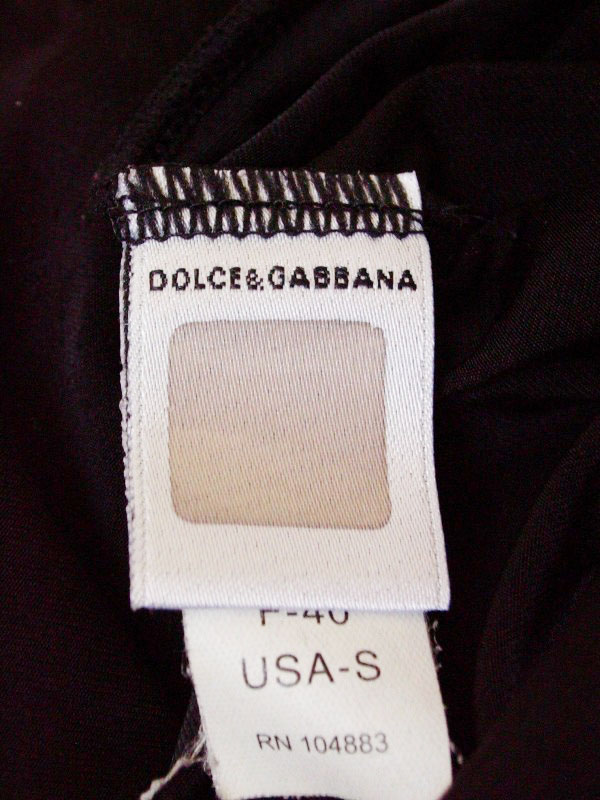 DOLCE&GABBANA
F-40
USA-S
RN 104883